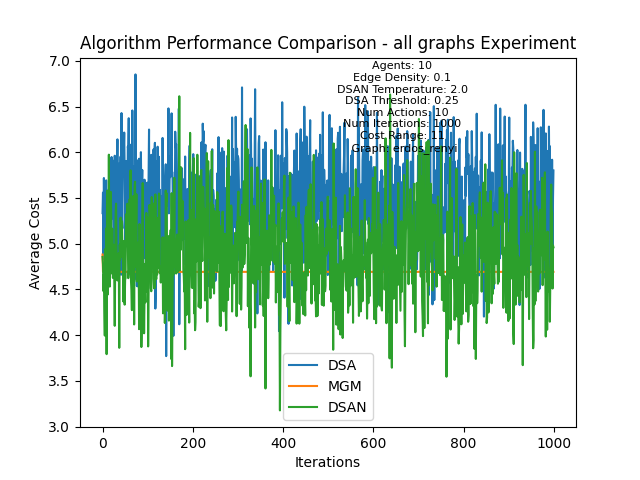 Algorithm Performance Comparison - all graphs Experiment
7.0
6.5
6.0
5.5
5.0
4.5
4.0
3.5
3.0
Average Cost
Agents: 10
Edge Density: 0.1
DSAN Temperature: 2.0
DSA Threshold: 0.25
Num Actions: 10
Num Iterations: 1000
Cost Range: 11
Graph: erdos_renyi
DSA
MGM
DSAN
0 200 400 600 800 1000
Iterations